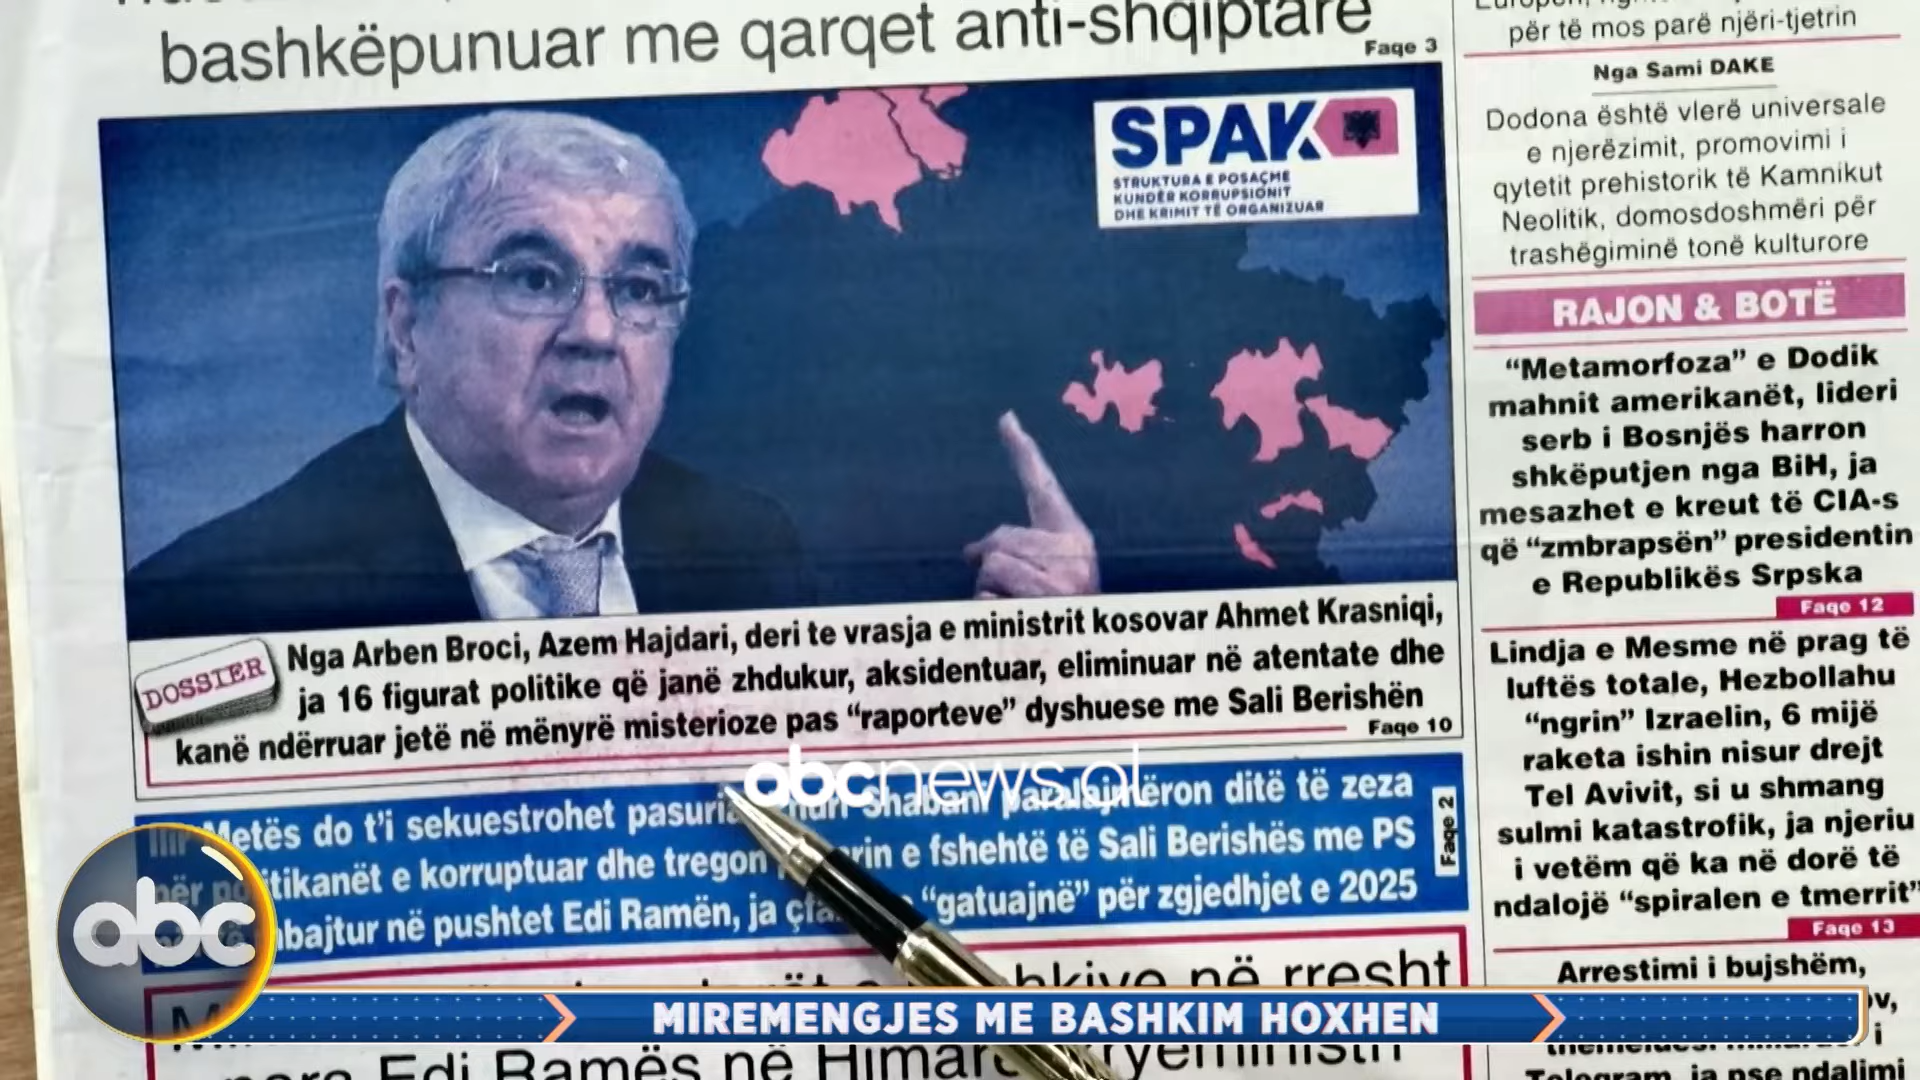 bashkëpunuar me qarqet anti-shqiptare
Faqe 3
SPAK
STRUKTURA E POSAÇME
KUNDËR KORRUPSIONIT
DHE KRIMIT TË ORGANIZUAR
DOSSIER
Nga Arben Broci, Azem Hajdari, deri te vrasja e ministrit kosovar Ahmet Krasniqi,
ja 16 figurat politike që janë zhdukur, aksidentuar, eliminuar në atentate dhe
kanë ndërruar jetë në mënyrë misterioze pas “raporteve” dyshuese me Sali Berishën
Faqe 10
abcnews.al
Metës do t’i sekuestrohet Shabani paralajmëron ditë të zeza
e korruptuar dhe tregon e fshehtë të Sali Berishës me PS
në pushtet Edi Ramën, ja “gatuajnë” për zgjedhjet e 2025
Faqe 2
në rresht
Edi Ramës në
për të mos parë njëri-tjetrin
Nga Sami DAKE
Dodona është vlerë universale
e njerëzimit, promovimi i
qytetit prehistorik të Kamnikut
Neolitik, domosdoshmëri për
trashëgiminë tonë kulturore
RAJON & BOTË
“Metamorfoza” e Dodik
mahnit amerikanët, lideri
serb i Bosnjës harron
shkëputjen nga BiH, ja
mesazhet e kreut të CIA-s
që “zmbrapsën” presidentin
e Republikës Srpska
Faqe 12
Lindja e Mesme në prag të
luftës totale, Hezbollahu
“ngrin” Izraelin, 6 mijë
raketa ishin nisur drejt
Tel Avivit, si u shmang
sulmi katastrofik, ja njeriu
i vetëm që ka në dorë të
ndalojë “spiralen e tmerrit”
Faqe 13
Arrestimi i bujshëm,
i
Telegram, ja pse ndalimi
abc
MIREMENGJES ME BASHKIM HOXHEN